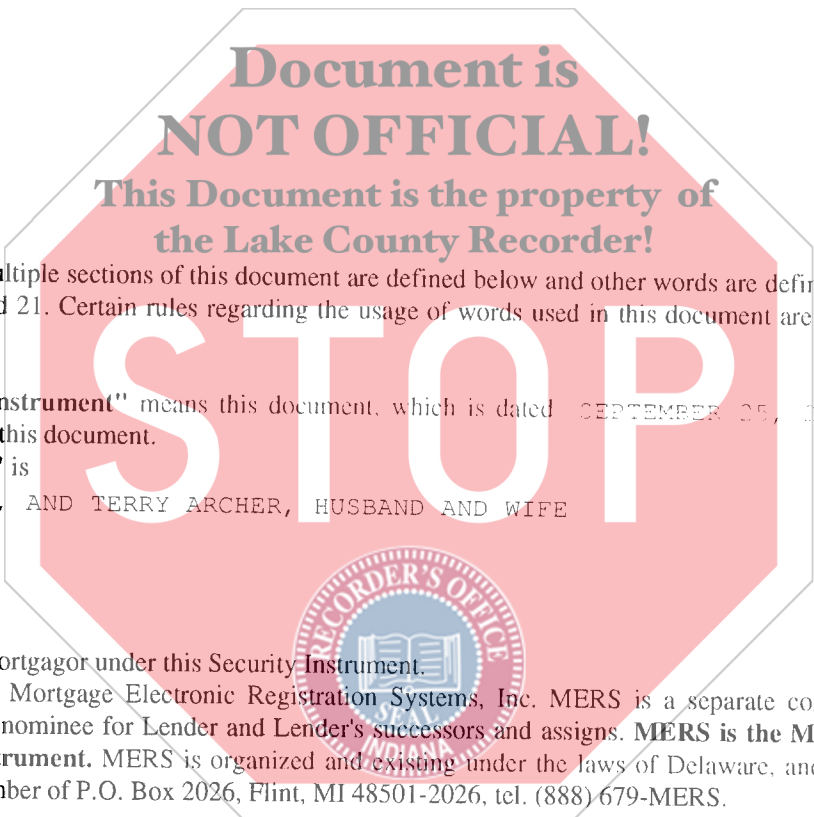 Document is
NOT OFFICIAL!
This Document is the property of
the Lake County Recorder!
ultiple sections of this document are defined below and other words are defin
d 21. Certain rules regarding the usage of words used in this document are
STOP
nstrument" means this document, which is dated SEPTEMBER 25,
this document.
" is
, AND TERRY ARCHER, HUSBAND AND WIFE
RECORDER'S OFFICE
ortgagor under this Security Instrument.
Mortgage Electronic Registration Systems, Inc. MERS is a separate co
nominee for Lender and Lender's successors and assigns. MERS is the M
SEAL
trument. MERS is organized and existing under the laws of Delaware, and
INDIANA
nber of P.O. Box 2026, Flint, MI 48501-2026, tel. (888) 679-MERS.